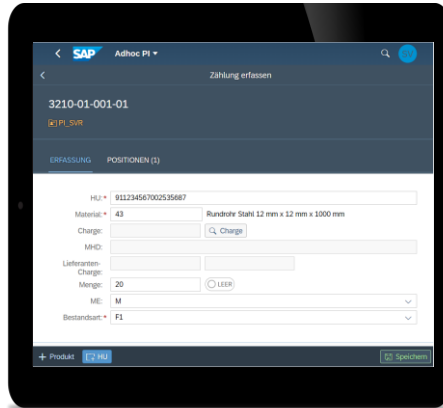 SAP Adhoc PI
Zählung erfassen
3210-01-001-01
PI_SVR
ERFASSUNG POSITIONEN (1)
HU:* 911234567002535687
Material:* 43 Rundrohr Stahl 12 mm x 12 mm x 1000 mm
Charge: Charge
MHD:
Lieferanten-
Charge:
Menge: 20 LEER
ME: M
Bestandsart:* F1
+ Produkt HU Speichern